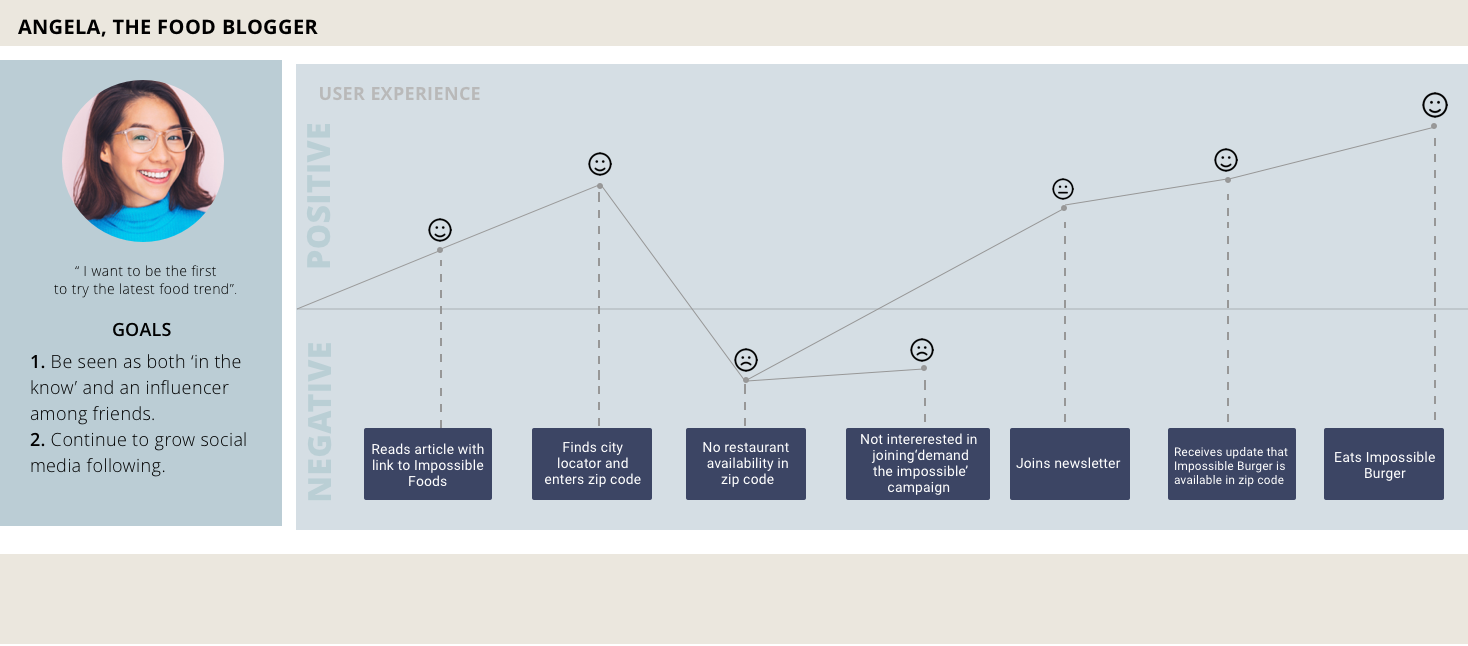 ANGELA, THE FOOD BLOGGER
“ I want to be the first
to try the latest food trend”.
GOALS
1. Be seen as both ‘in the
know’ and an influencer
among friends.
2. Continue to grow social
media following.
USER EXPERIENCE
POSITIVE
NEGATIVE
Reads article with
link to Impossible
Foods
Finds city
locator and
enters zip code
No restaurant
availability in
zip code
Not intererested in
joining’demand
the impossible’
campaign
Joins newsletter
Receives update that
Impossible Burger is
available in zip code
Eats Impossible
Burger